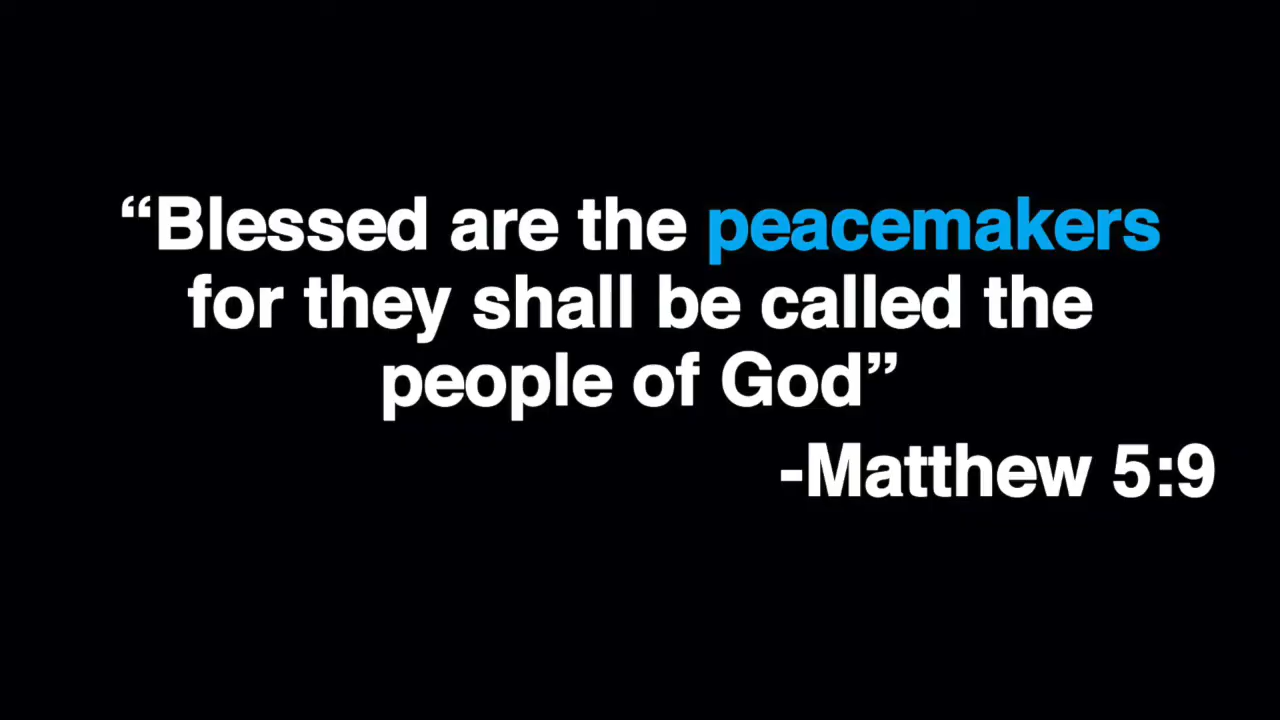 “Blessed are the peacemakers
for they shall be called the
people of God”
-Matthew 5:9